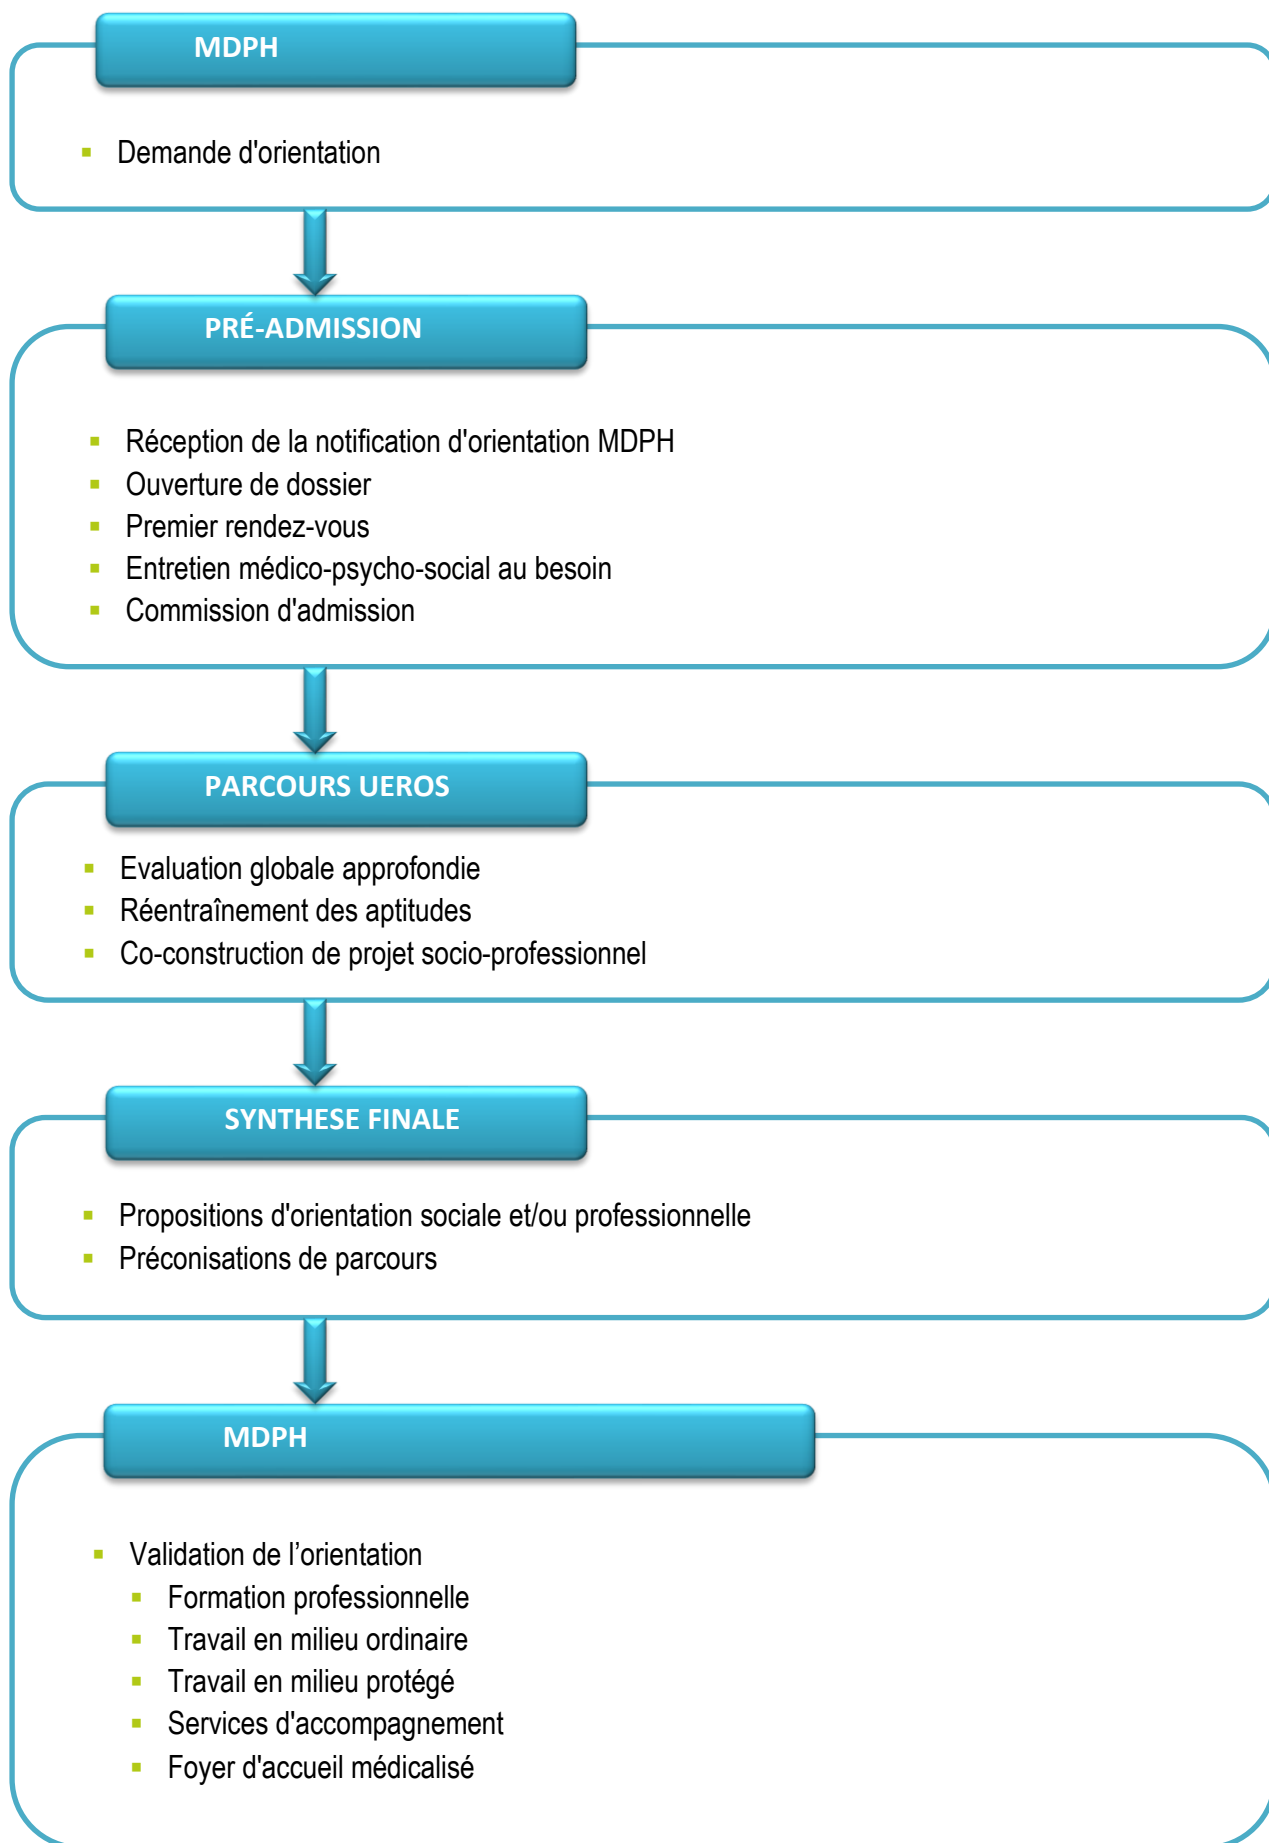 MDPH
Demande d'orientation
PRÉ-ADMISSION
Réception de la notification d'orientation MDPH
Ouverture de dossier
Premier rendez-vous
Entretien médico-psycho-social au besoin
Commission d'admission
PARCOURS UEROS
Evaluation globale approfondie
Réentraînement des aptitudes
Co-construction de projet socio-professionnel
SYNTHESE FINALE
Propositions d'orientation sociale et/ou professionnelle
Préconisations de parcours
MDPH
Validation de l’orientation
Formation professionnelle
Travail en milieu ordinaire
Travail en milieu protégé
Services d'accompagnement
Foyer d'accueil médicalisé